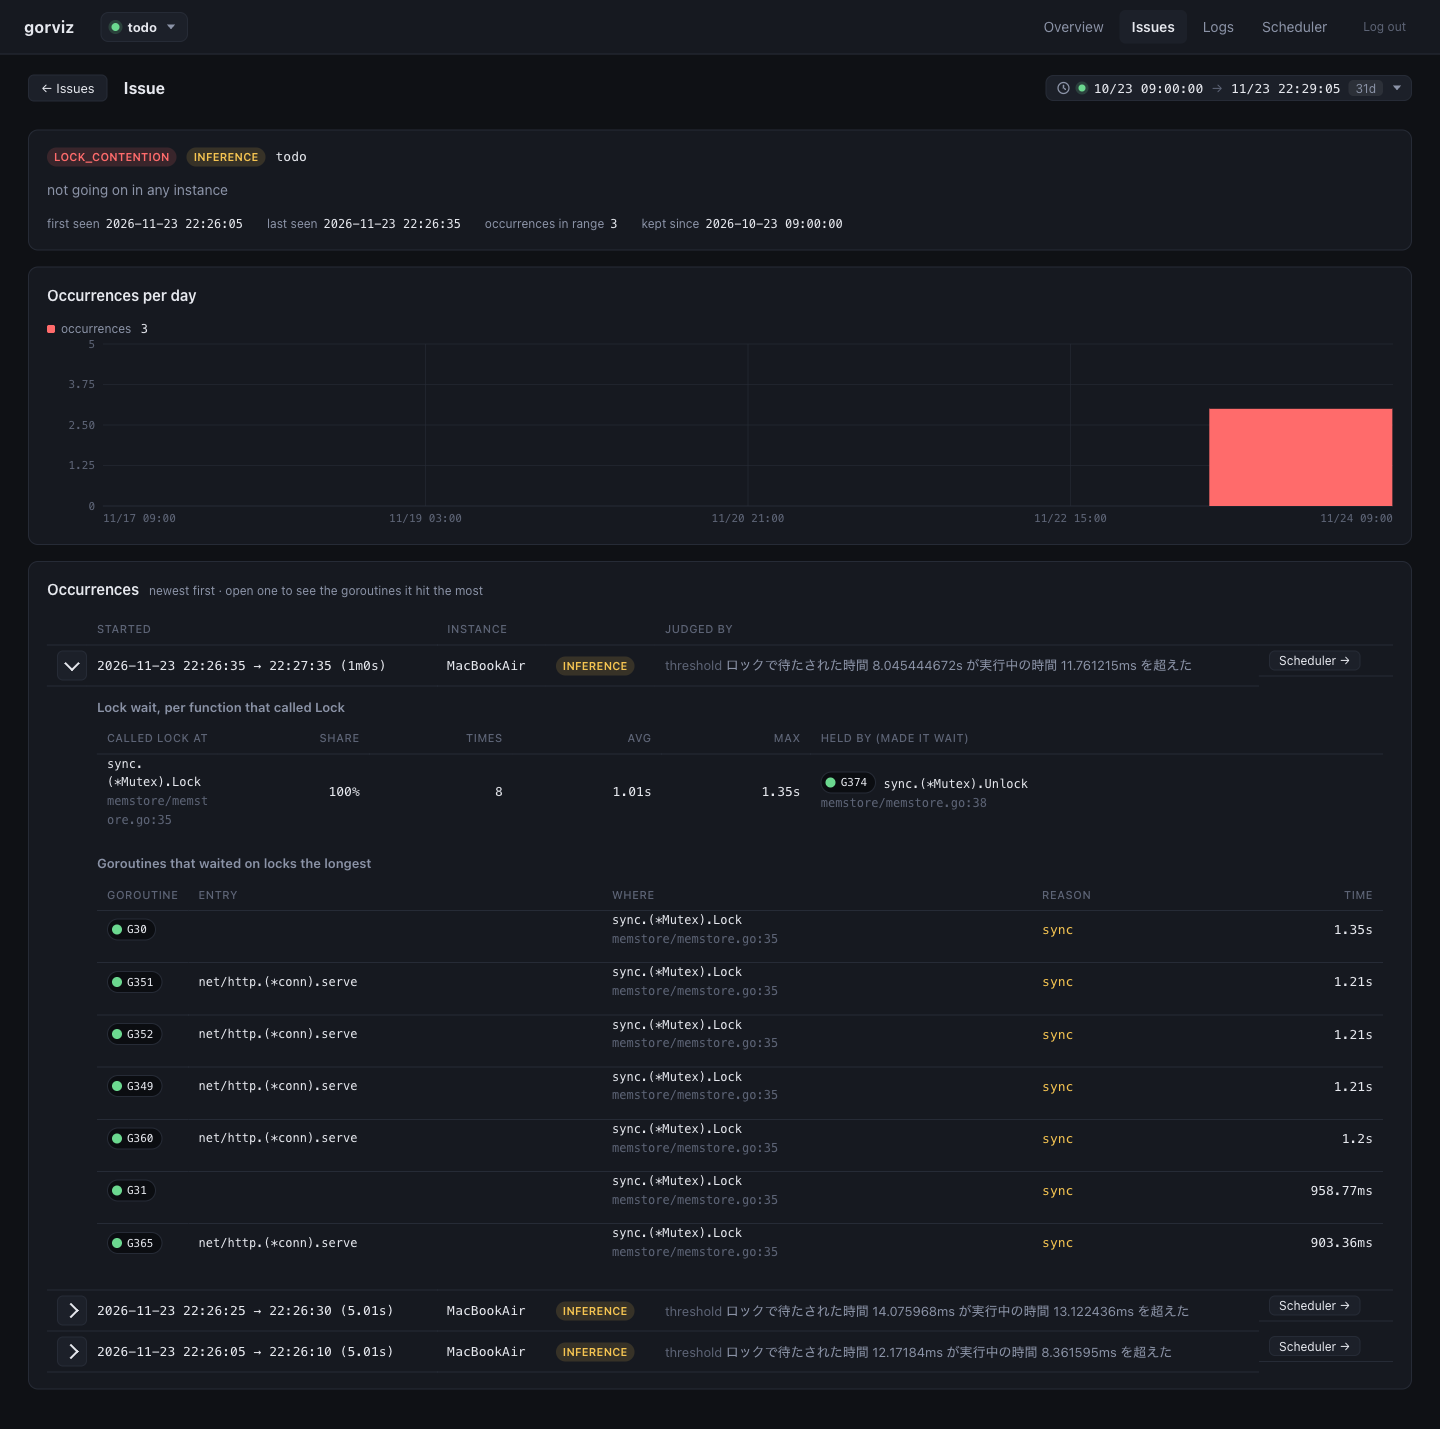 gorviz
todo
Overview
Issues
Logs
Scheduler
Log out
← Issues
Issue
10/23 09:00:00 → 11/23 22:29:05 31d
LOCK_CONTENTION INFERENCE todo
not going on in any instance
first seen 2026-11-23 22:26:05 last seen 2026-11-23 22:26:35 occurrences in range 3 kept since 2026-10-23 09:00:00
Occurrences per day
occurrences 3
5
3.75
2.50
1.25
0
11/17 09:00 11/19 03:00 11/20 21:00 11/22 15:00 11/24 09:00
Occurrences newest first · open one to see the goroutines it hit the most
STARTED INSTANCE JUDGED BY
2026-11-23 22:26:35 → 22:27:35 (1m0s) MacBookAir INFERENCE threshold ロックで待たされた時間 8.045444672s が実行中の時間 11.761215ms を超えた Scheduler →
Lock wait, per function that called Lock
CALLED LOCK AT SHARE TIMES AVG MAX HELD BY (MADE IT WAIT)
sync.
(*Mutex).Lock
memstore/memst
ore.go:35
100% 8 1.01s 1.35s
G374 sync.(*Mutex).Unlock
memstore/memstore.go:38
Goroutines that waited on locks the longest
GOROUTINE ENTRY WHERE REASON TIME
G30 sync.(*Mutex).Lock sync 1.35s
memstore/memstore.go:35
G351 net/http.(*conn).serve sync.(*Mutex).Lock sync 1.21s
memstore/memstore.go:35
G352 net/http.(*conn).serve sync.(*Mutex).Lock sync 1.21s
memstore/memstore.go:35
G349 net/http.(*conn).serve sync.(*Mutex).Lock sync 1.21s
memstore/memstore.go:35
G360 net/http.(*conn).serve sync.(*Mutex).Lock sync 1.2s
memstore/memstore.go:35
G31 sync.(*Mutex).Lock sync 958.77ms
memstore/memstore.go:35
G365 net/http.(*conn).serve sync.(*Mutex).Lock sync 903.36ms
memstore/memstore.go:35
2026-11-23 22:26:25 → 22:26:30 (5.01s) MacBookAir INFERENCE threshold ロックで待たされた時間 14.075968ms が実行中の時間 13.122436ms を超えた Scheduler →
2026-11-23 22:26:05 → 22:26:10 (5.01s) MacBookAir INFERENCE threshold ロックで待たされた時間 12.17184ms が実行中の時間 8.361595ms を超えた Scheduler →